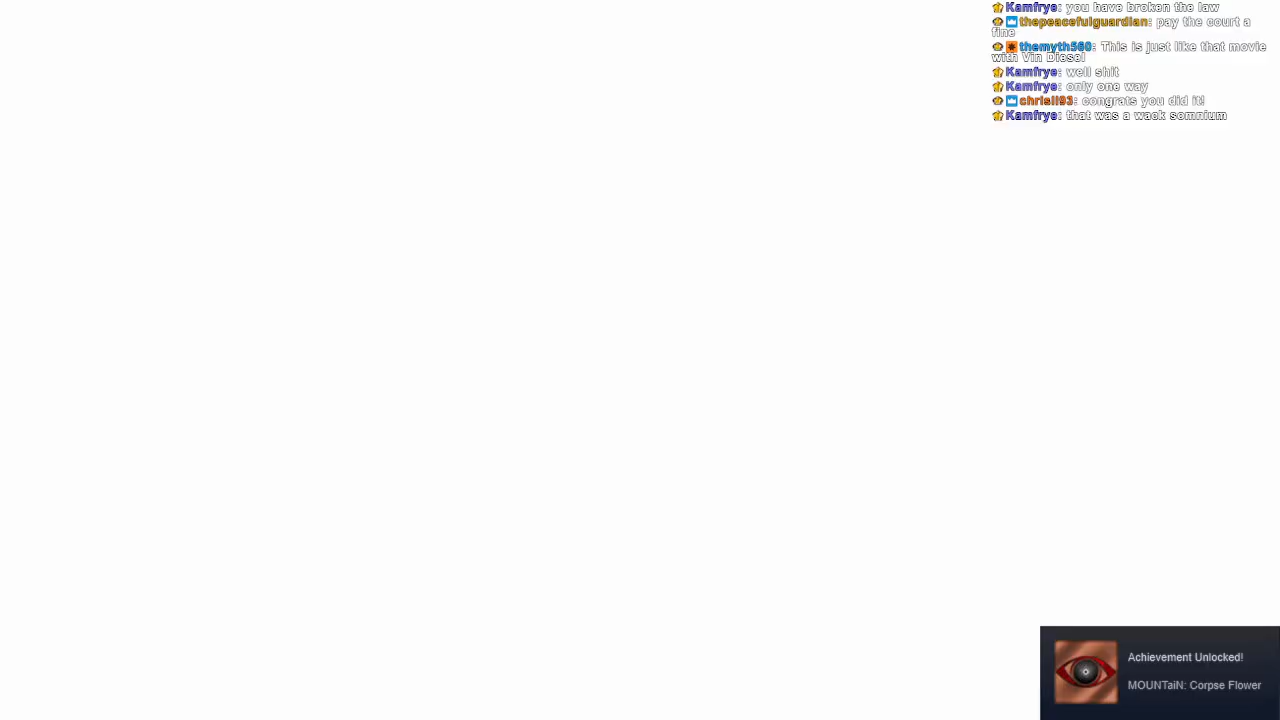 Kamfrye: you have broken the law
thepeacefulguardian: pay the court a
fine
themyth560: This is just like that movie
with Vin Diesel
Kamfrye: well shit
Kamfrye: only one way
chrisll93: congrats you did it!
Kamfrye: that was a wack somnium
Achievement Unlocked!
MOUNTaiN: Corpse Flower